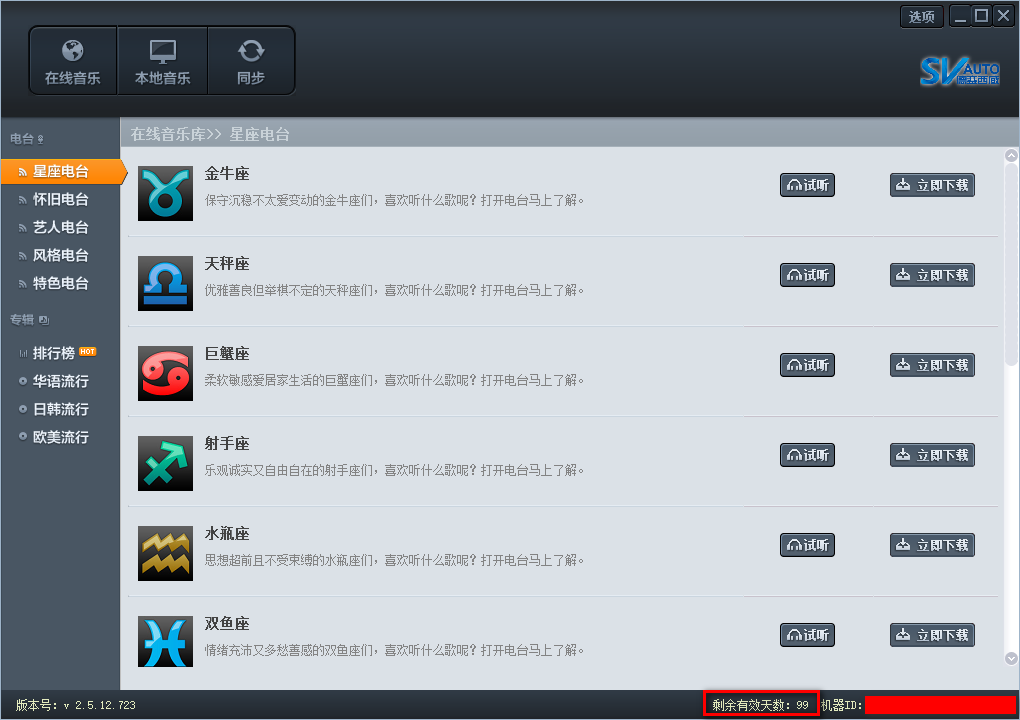 选项
在线音乐
本地音乐
同步
SV AUTO
电台
星座电台
怀旧电台
艺人电台
风格电台
特色电台
专辑
排行榜 HOT
华语流行
日韩流行
欧美流行
在线音乐库>> 星座电台
金牛座
保守沉稳不太爱变动的金牛座们，喜欢听什么歌呢？打开电台马上了解。
试听
立即下载
天秤座
优雅善良但举棋不定的天秤座们，喜欢听什么歌呢？打开电台马上了解。
试听
立即下载
巨蟹座
柔软敏感爱居家生活的巨蟹座们，喜欢听什么歌呢？打开电台马上了解。
试听
立即下载
射手座
乐观诚实又自由自在的射手座们，喜欢听什么歌呢？打开电台马上了解。
试听
立即下载
水瓶座
思想超前且不受束缚的水瓶座们，喜欢听什么歌呢？打开电台马上了解。
试听
立即下载
双鱼座
情绪充沛又多愁善感的双鱼座们，喜欢听什么歌呢？打开电台马上了解。
试听
立即下载
版本号: v 2.5.12.723
剩余有效天数: 99
机器ID: